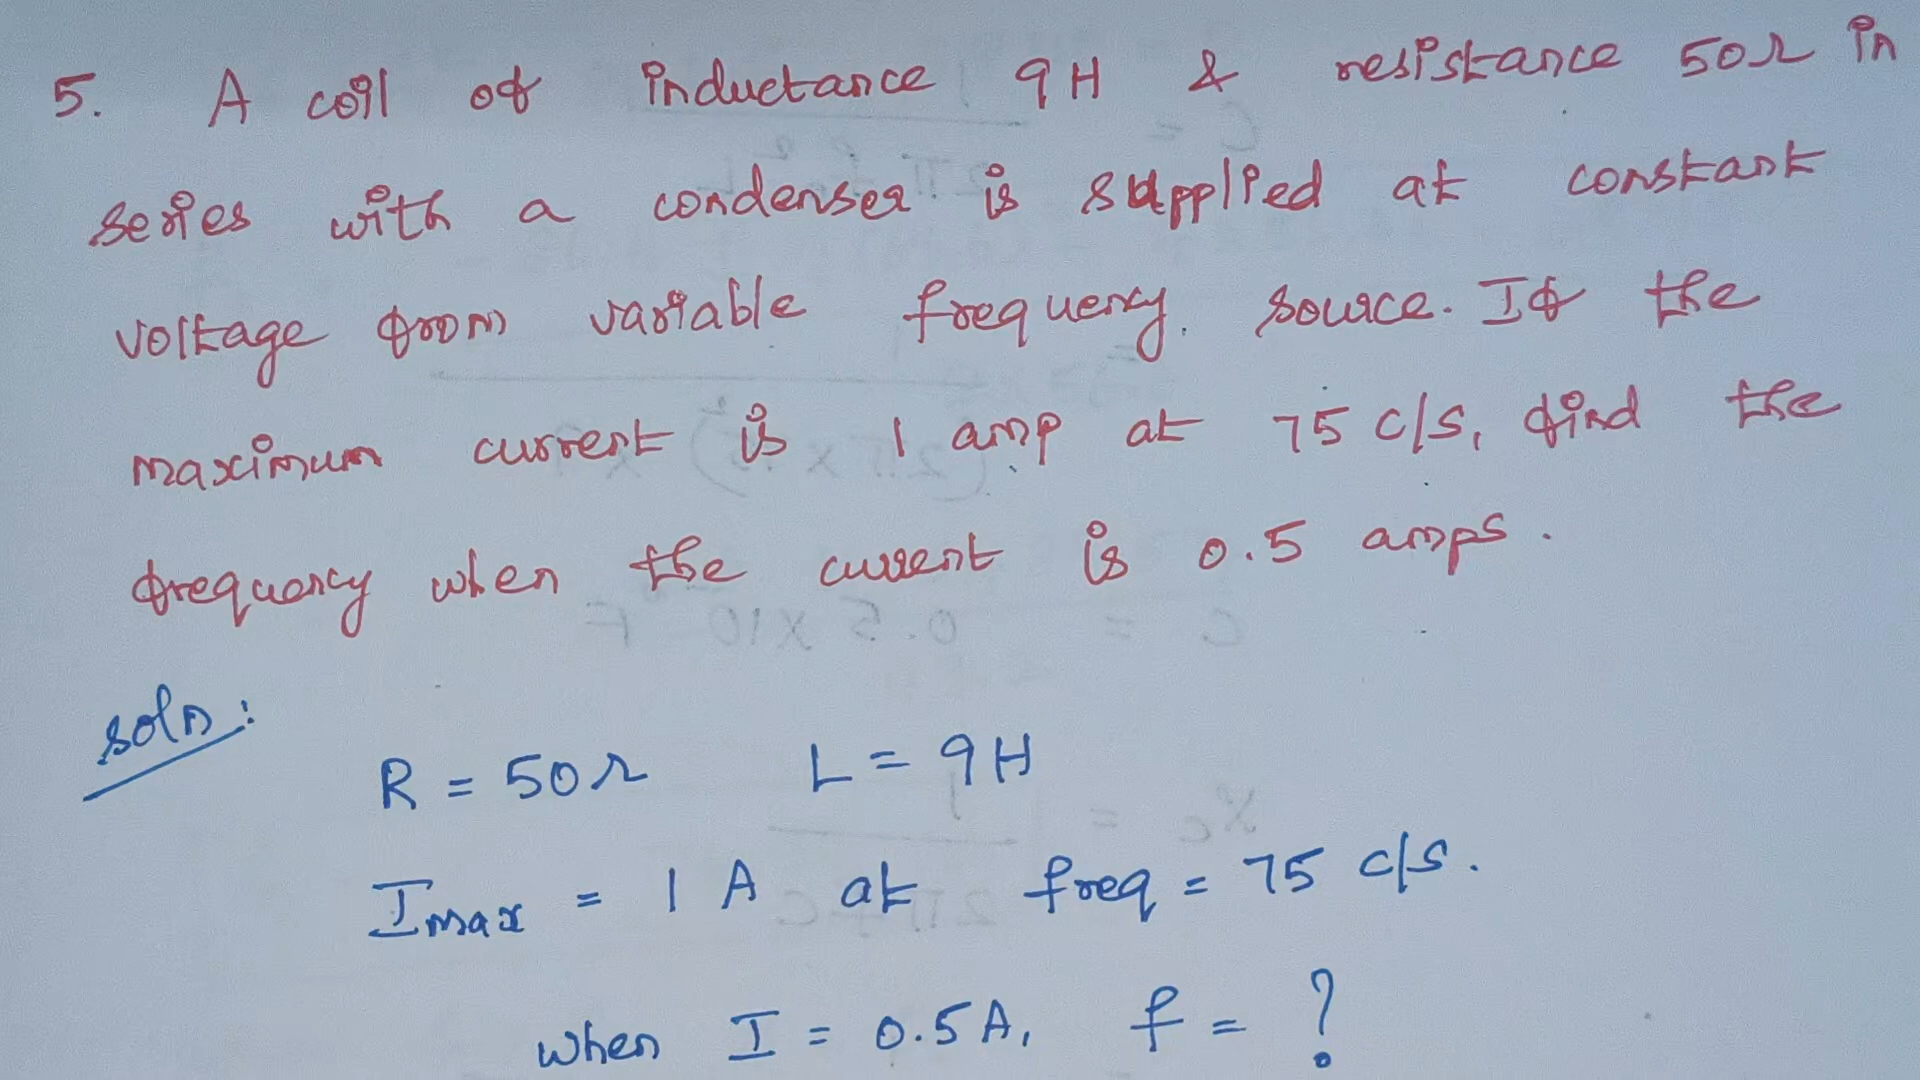 5. A coil of inductance 9H & resistance 50Ω in
series with a condenser is supplied at constant
voltage from variable frequency source. If the
maximum current is 1 amp at 75 c/s, find the
frequency when the current is 0.5 amps.
soln:
R = 50Ω L = 9H
Imax = 1 A at freq = 75 c/s.
when I = 0.5A, f = ?